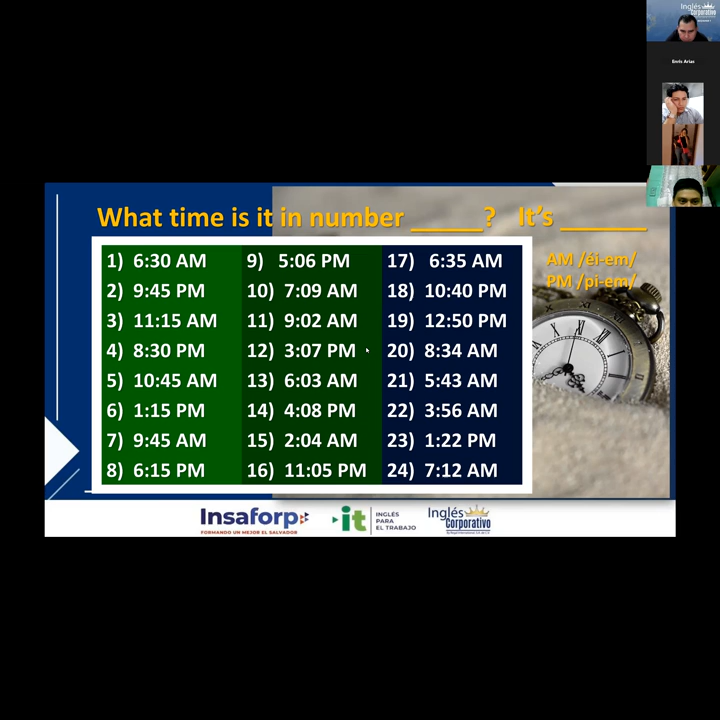 Inglés
Corporativo
Enris Arias
What time is it in number _____? It's ______
AM /éi-em/
PM /pi-em/
1) 6:30 AM
2) 9:45 PM
3) 11:15 AM
4) 8:30 PM
5) 10:45 AM
6) 1:15 PM
7) 9:45 AM
8) 6:15 PM
9) 5:06 PM
10) 7:09 AM
11) 9:02 AM
12) 3:07 PM
13) 6:03 AM
14) 4:08 PM
15) 2:04 AM
16) 11:05 PM
17) 6:35 AM
18) 10:40 PM
19) 12:50 PM
20) 8:34 AM
21) 5:43 AM
22) 3:56 AM
23) 1:22 PM
24) 7:12 AM
Insaforp
FORMANDO UN MEJOR EL SALVADOR
it
INGLÉS
PARA
EL TRABAJO
Inglés
Corporativo